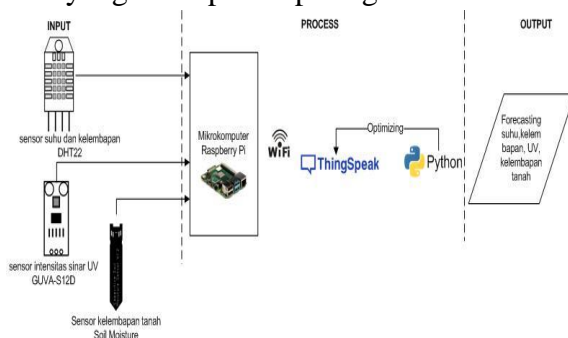 INPUT
PROCESS
OUTPUT
sensor suhu dan kelembapan
DHT22
sensor intensitas sinar UV
GUVA-S12D
Sensor kelembapan tanah
Soil Moisture
Mikrokomputer
Raspberry Pi
WiFi
Optimizing
ThingSpeak
Python
Forecasting
suhu,kelem
bapan, UV,
kelembapan
tanah